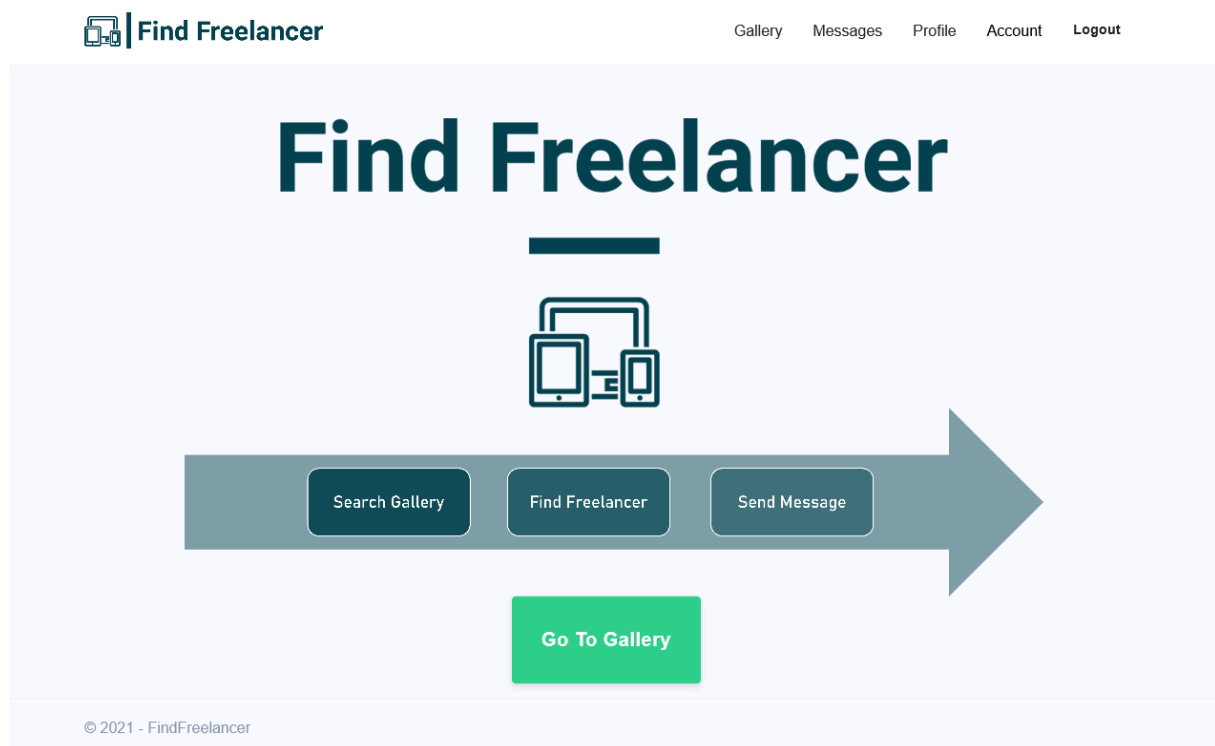 Find Freelancer
Gallery Messages Profile Account Logout
Find Freelancer
Search Gallery Find Freelancer Send Message
Go To Gallery
© 2021 - FindFreelancer